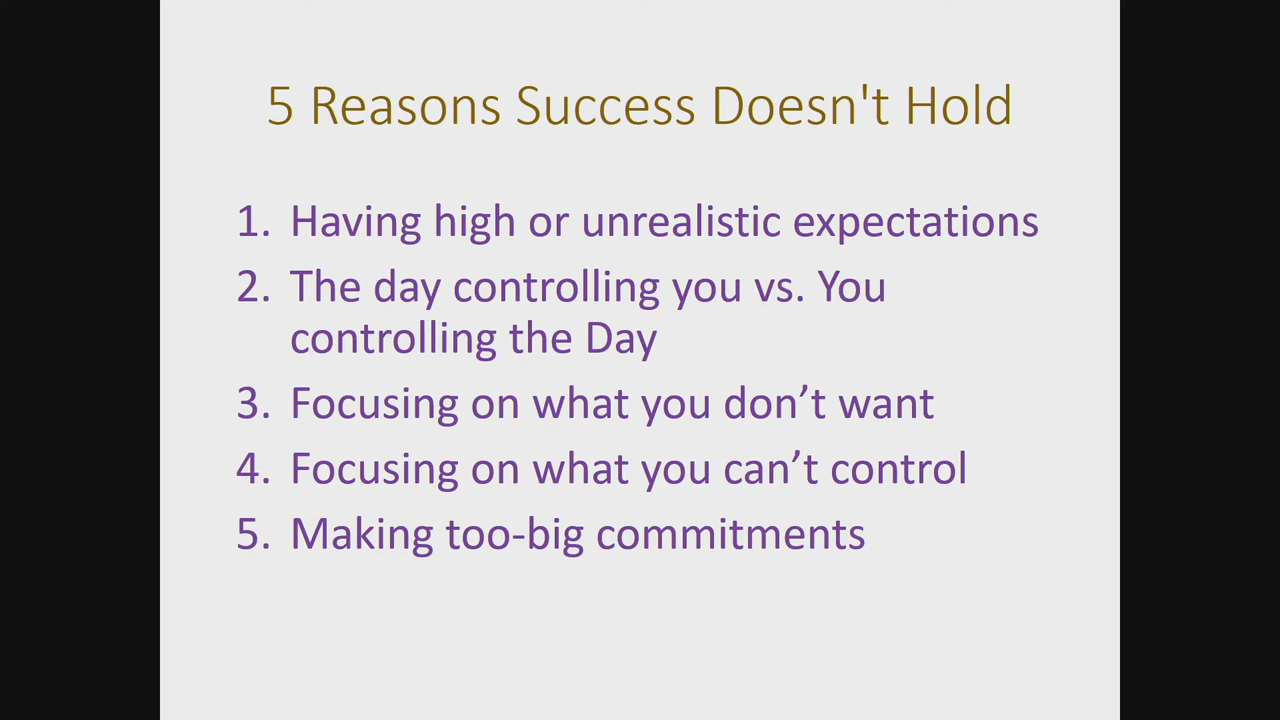 5 Reasons Success Doesn't Hold
1. Having high or unrealistic expectations
2. The day controlling you vs. You
controlling the Day
3. Focusing on what you don’t want
4. Focusing on what you can’t control
5. Making too-big commitments